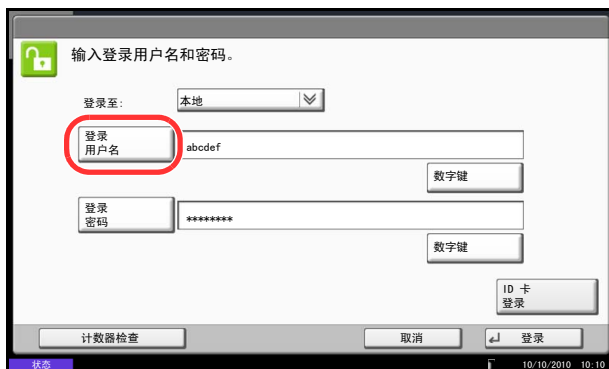 输入登录用户名和密码。
登录至:
本地
登录
用户名
abcdef
数字键
登录
密码
********
数字键
ID 卡
登录
计数器检查
取消
登录
状态
10/10/2010 10:10